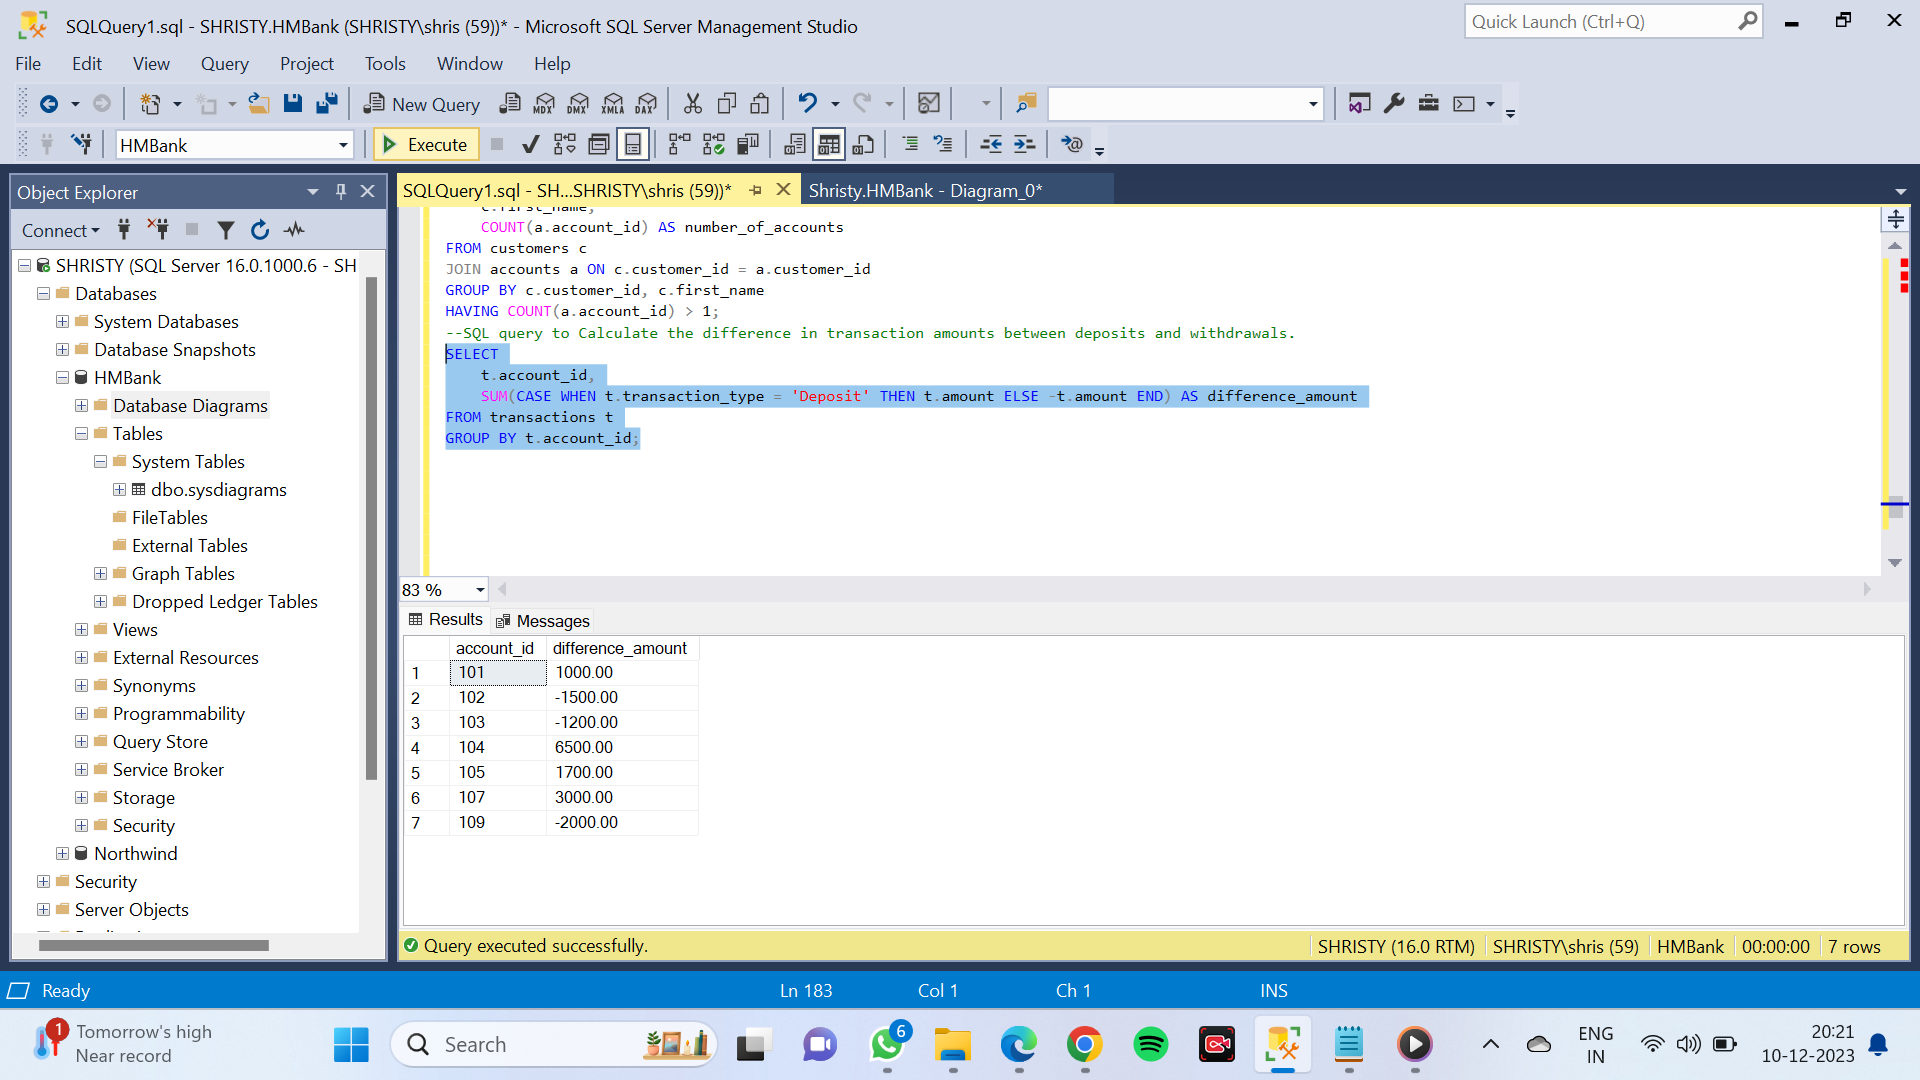 SQLQuery1.sql - SHRISTY.HMBank (SHRISTY\shris (59))* - Microsoft SQL Server Management Studio
Quick Launch (Ctrl+Q)
File Edit View Query Project Tools Window Help
New Query
MDX DMX XMLA DAX
HMBank
Execute
Object Explorer
SQLQuery1.sql - SH...SHRISTY\shris (59))*
Shristy.HMBank - Diagram_0*
Connect
SHRISTY (SQL Server 16.0.1000.6 - SH
Databases
System Databases
Database Snapshots
HMBank
Database Diagrams
Tables
System Tables
dbo.sysdiagrams
FileTables
External Tables
Graph Tables
Dropped Ledger Tables
Views
External Resources
Synonyms
Programmability
Query Store
Service Broker
Storage
Security
Northwind
Security
Server Objects
c.first_name,
COUNT(a.account_id) AS number_of_accounts
FROM customers c
JOIN accounts a ON c.customer_id = a.customer_id
GROUP BY c.customer_id, c.first_name
HAVING COUNT(a.account_id) > 1;
--SQL query to Calculate the difference in transaction amounts between deposits and withdrawals.
SELECT
t.account_id,
SUM(CASE WHEN t.transaction_type = 'Deposit' THEN t.amount ELSE -t.amount END) AS difference_amount
FROM transactions t
GROUP BY t.account_id;
83 %
Results Messages
account_id difference_amount
1 101 1000.00
2 102 -1500.00
3 103 -1200.00
4 104 6500.00
5 105 1700.00
6 107 3000.00
7 109 -2000.00
Query executed successfully.
SHRISTY (16.0 RTM) SHRISTY\shris (59) HMBank 00:00:00 7 rows
Ready
Ln 183 Col 1 Ch 1 INS
1
Tomorrow's high
Near record
Search
6
ENG
IN
20:21
10-12-2023